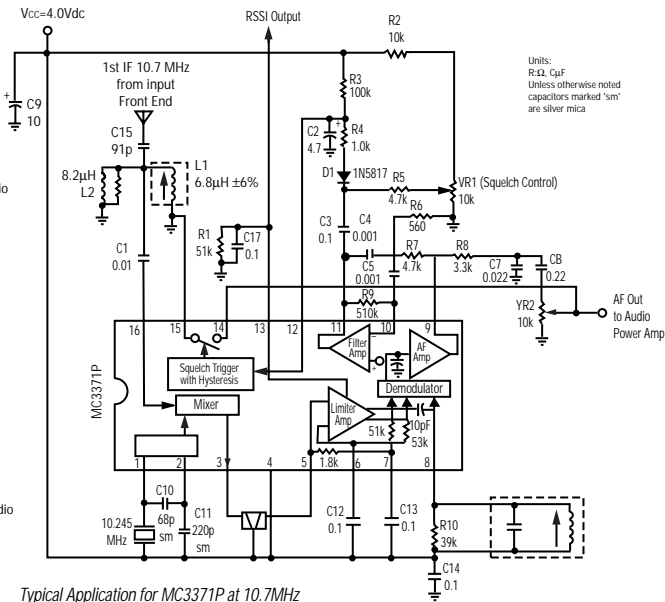 Vcc=4.0Vdc
RSSI Output
R2
10k
1st IF 10.7 MHz
from input
Front End
Units:
R:Ω, CμF
Unless otherwise noted
capacitors marked 'sm'
are silver mica
+
C9
10
R3
100k
C15
91p
C2
4.7
+
R4
1.0k
8.2μH
L2
L1
6.8μH ±6%
D1
1N5817
R5
4.7k
VR1 (Squelch Control)
10k
dio
R1
51k
C17
0.1
R6
560
C3
0.1
C4
0.001
C1
0.01
C5
0.001
R7
4.7k
R8
3.3k
C7
0.022
CB
0.22
R9
510k
YR2
10k
AF Out
to Audio
Power Amp
16
15
14
13
12
11
10
9
Filter
Amp
−
+
AF
Amp
Squelch Trigger
with Hysteresis
Demodulator
MC3371P
Mixer
Limiter
Amp
10pF
51k
53k
1.8k
1
2
3
4
5
6
7
8
C10
68p
sm
C11
220p
sm
10.245
MHz
C12
0.1
C13
0.1
R10
39k
C14
0.1
dio
Typical Application for MC3371P at 10.7MHz